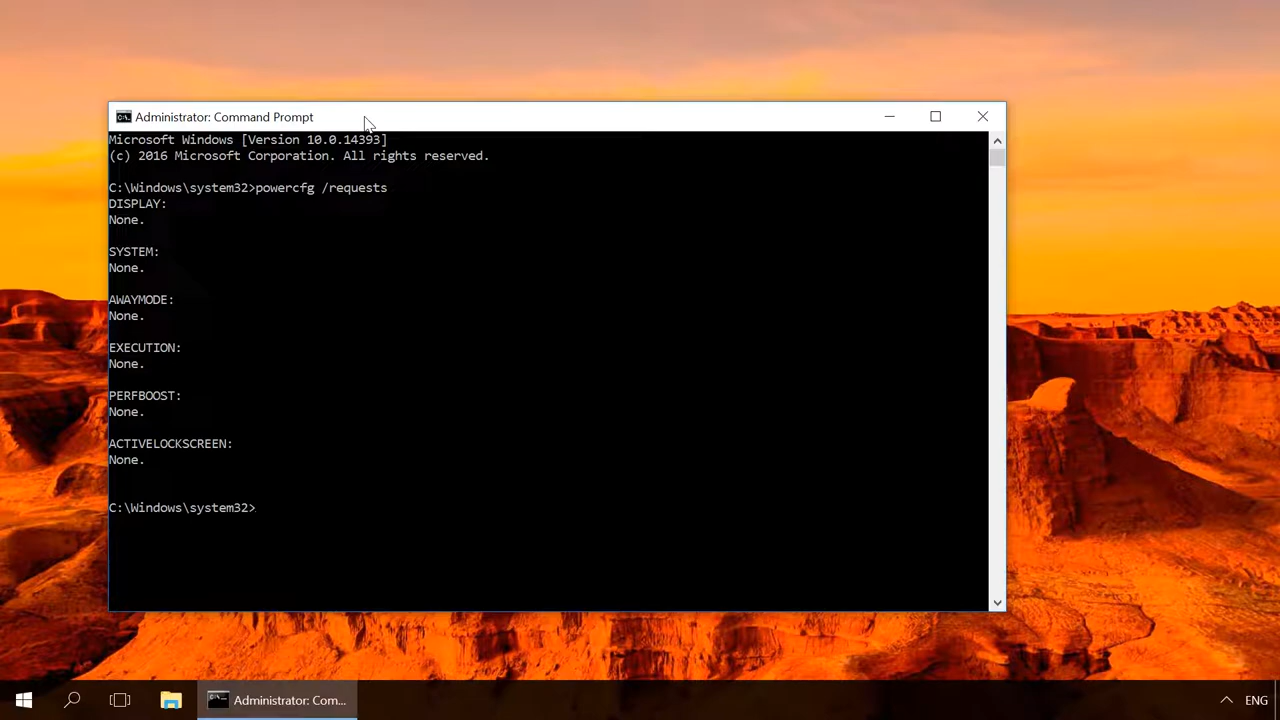 Administrator: Command Prompt
Microsoft Windows [Version 10.0.14393]
(c) 2016 Microsoft Corporation. All rights reserved.
C:\Windows\system32>powercfg /requests
DISPLAY:
None.
SYSTEM:
None.
AWAYMODE:
None.
EXECUTION:
None.
PERFBOOST:
None.
ACTIVELOCKSCREEN:
None.
C:\Windows\system32>
Administrator: Com...
ENG